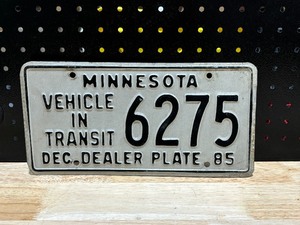 MINNESOTA
VEHICLE
IN
TRANSIT
6275
DEC. DEALER PLATE 85